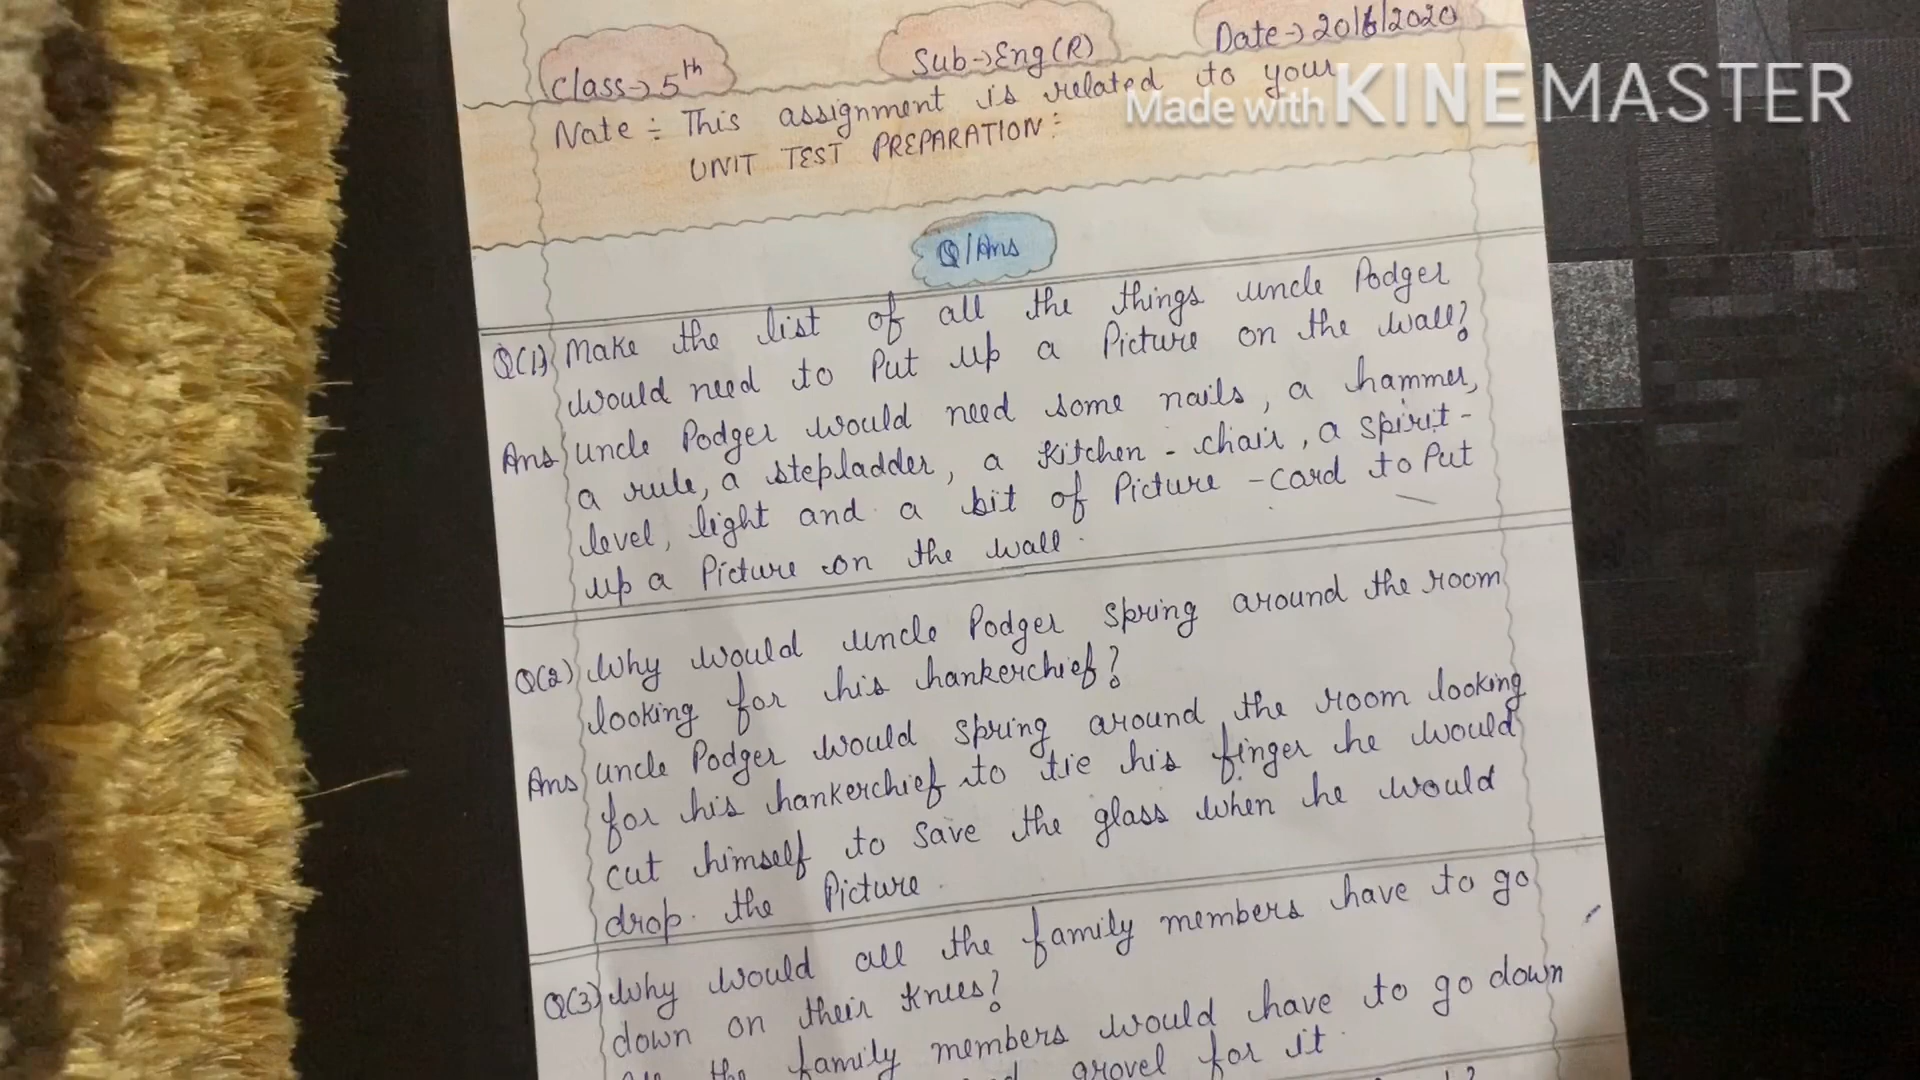 Class→5th
Sub→Eng(R)
Date→20/6/2020
Made with KINEMASTER
Note ÷ This assignment is related to your
UNIT TEST PREPARATION:
Q/Ans
Q(1) Make the list of all the things uncle Podger
would need to Put up a Picture on the wall?
Ans uncle Podger would need some nails, a hammer,
a rule, a stepladder, a kitchen - chair, a spirit -
level, light and a bit of Picture - card to Put
up a Picture on the wall.
Q(2) Why would uncle Podger spring around the room
looking for his hankerchief?
Ans uncle Podger would spring around the room looking
for his hankerchief to tie his finger he would
cut himself to save the glass when he would
drop the Picture.
Q(3) Why would all the family members have to go
down on their knees?
the family members would have to go down
grovel for it.